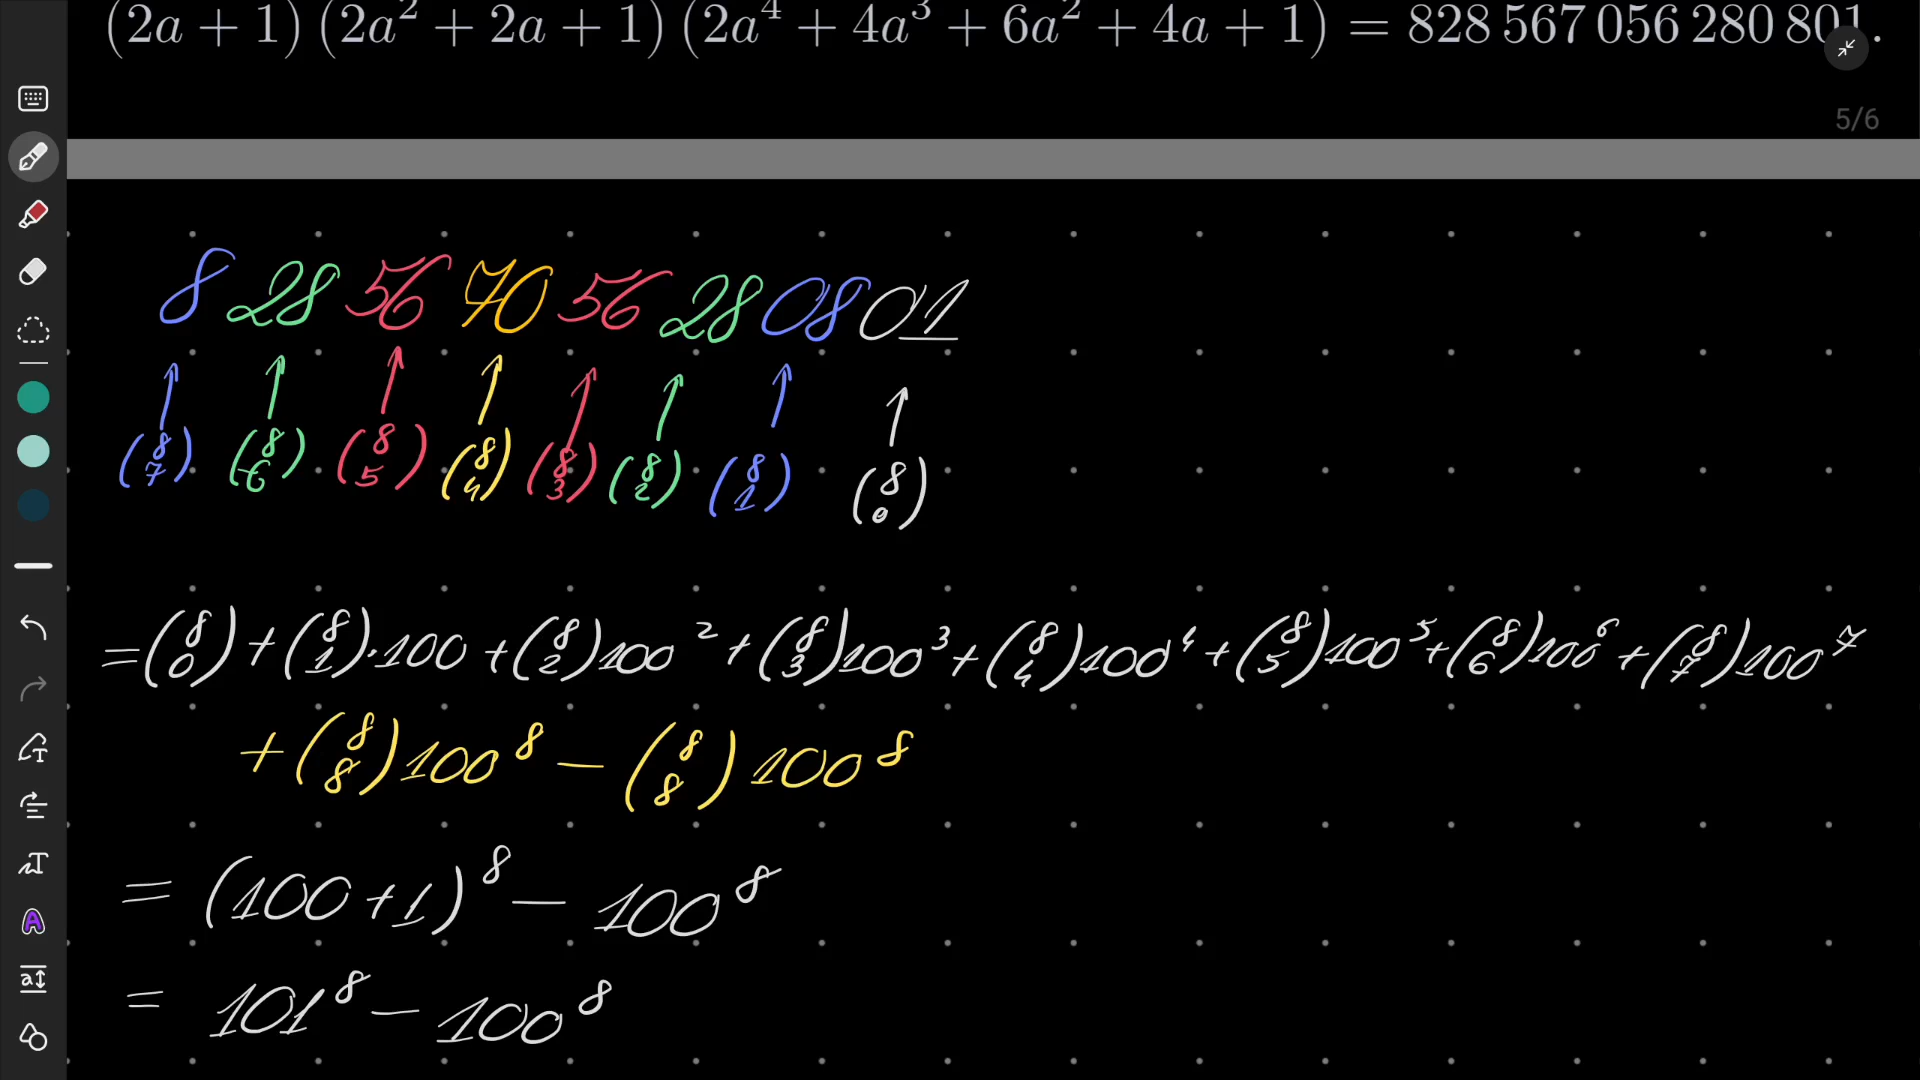 (2a + 1) (2a² + 2a + 1) (2a⁴ + 4a³ + 6a² + 4a + 1) = 828 567 056 280 801.
5/6
8 28 56 70 56 28 08 01
(8 7) (8 6) (8 5) (8 4) (8 3) (8 2) (8 1) (8 0)
= (8 0) + (8 1)·100 + (8 2)100² + (8 3)100³ + (8 4)100⁴ + (8 5)100⁵ + (8 6)100⁶ + (8 7)100⁷
+ (8 8)100⁸ − (8 8)100⁸
= (100+1)⁸ − 100⁸
= 101⁸ − 100⁸